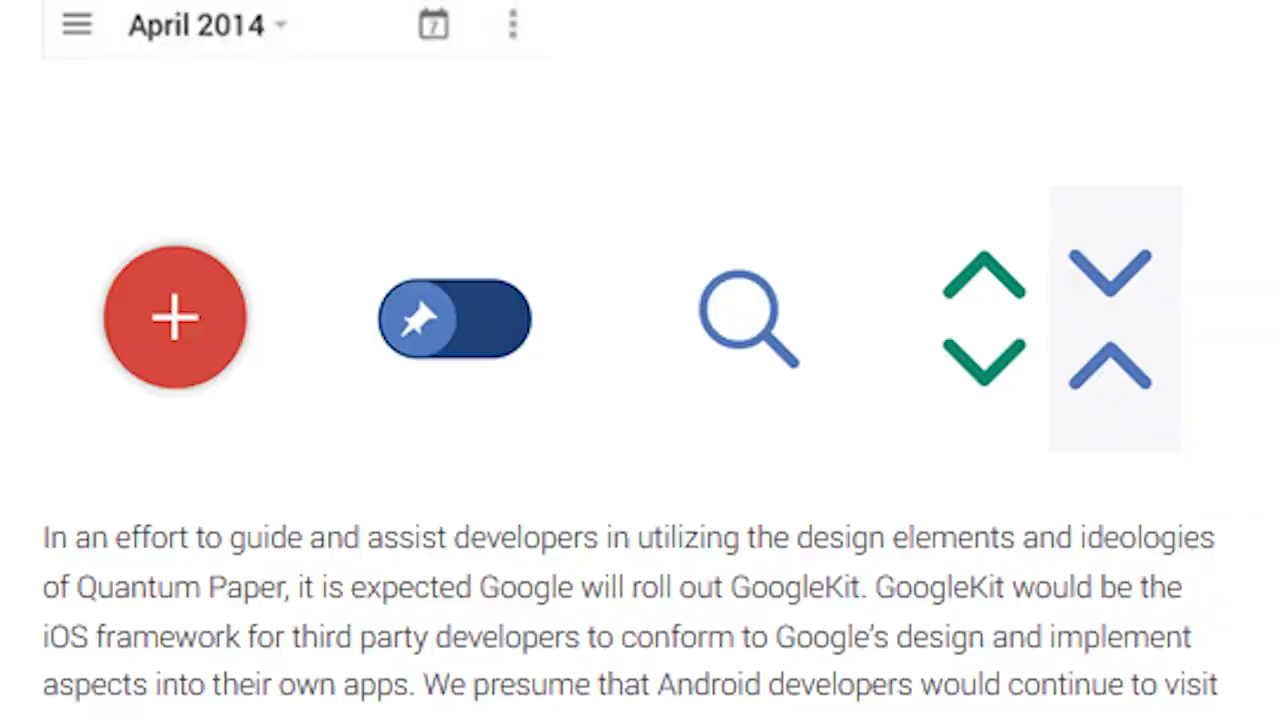 April 2014
7
In an effort to guide and assist developers in utilizing the design elements and ideologies
of Quantum Paper, it is expected Google will roll out GoogleKit. GoogleKit would be the
iOS framework for third party developers to conform to Google's design and implement
aspects into their own apps. We presume that Android developers would continue to visit